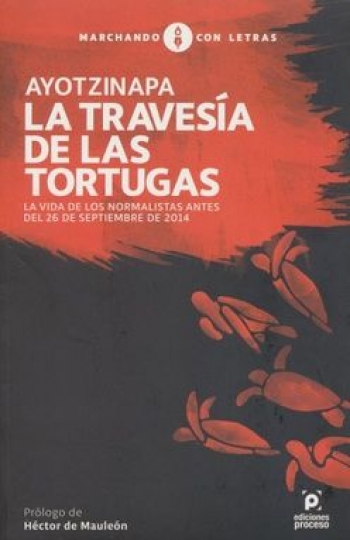 MARCHANDO CON LETRAS
AYOTZINAPA
LA TRAVESÍA
DE LAS
TORTUGAS
LA VIDA DE LOS NORMALISTAS ANTES
DEL 26 DE SEPTIEMBRE DE 2014
Prólogo de
Héctor de Mauleón
ediciones
proceso